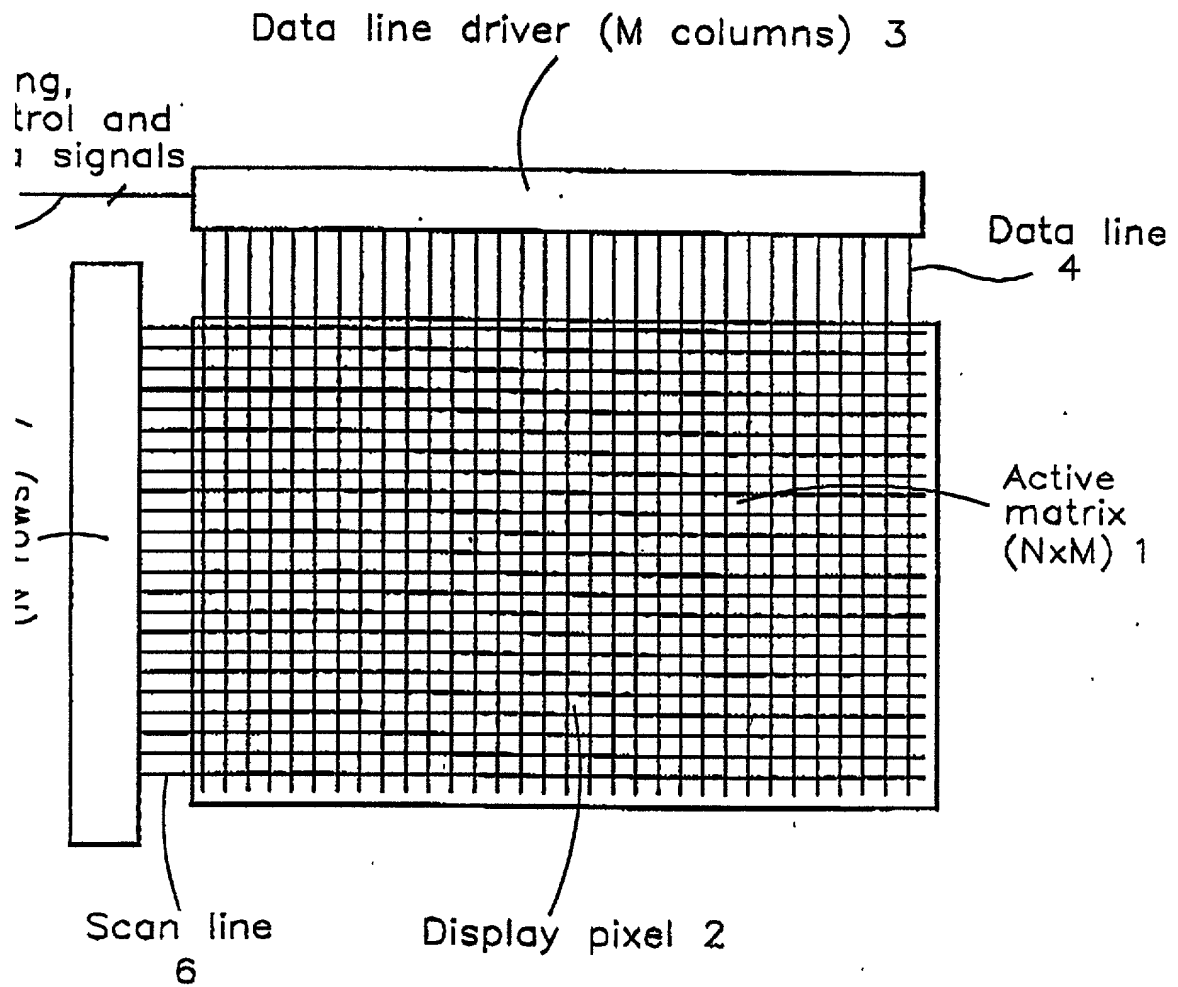 Data line driver (M columns) 3
ng,
trol and
signals
Data line
4
Active
matrix
(NxM) 1
rows)
Scan line
6
Display pixel 2